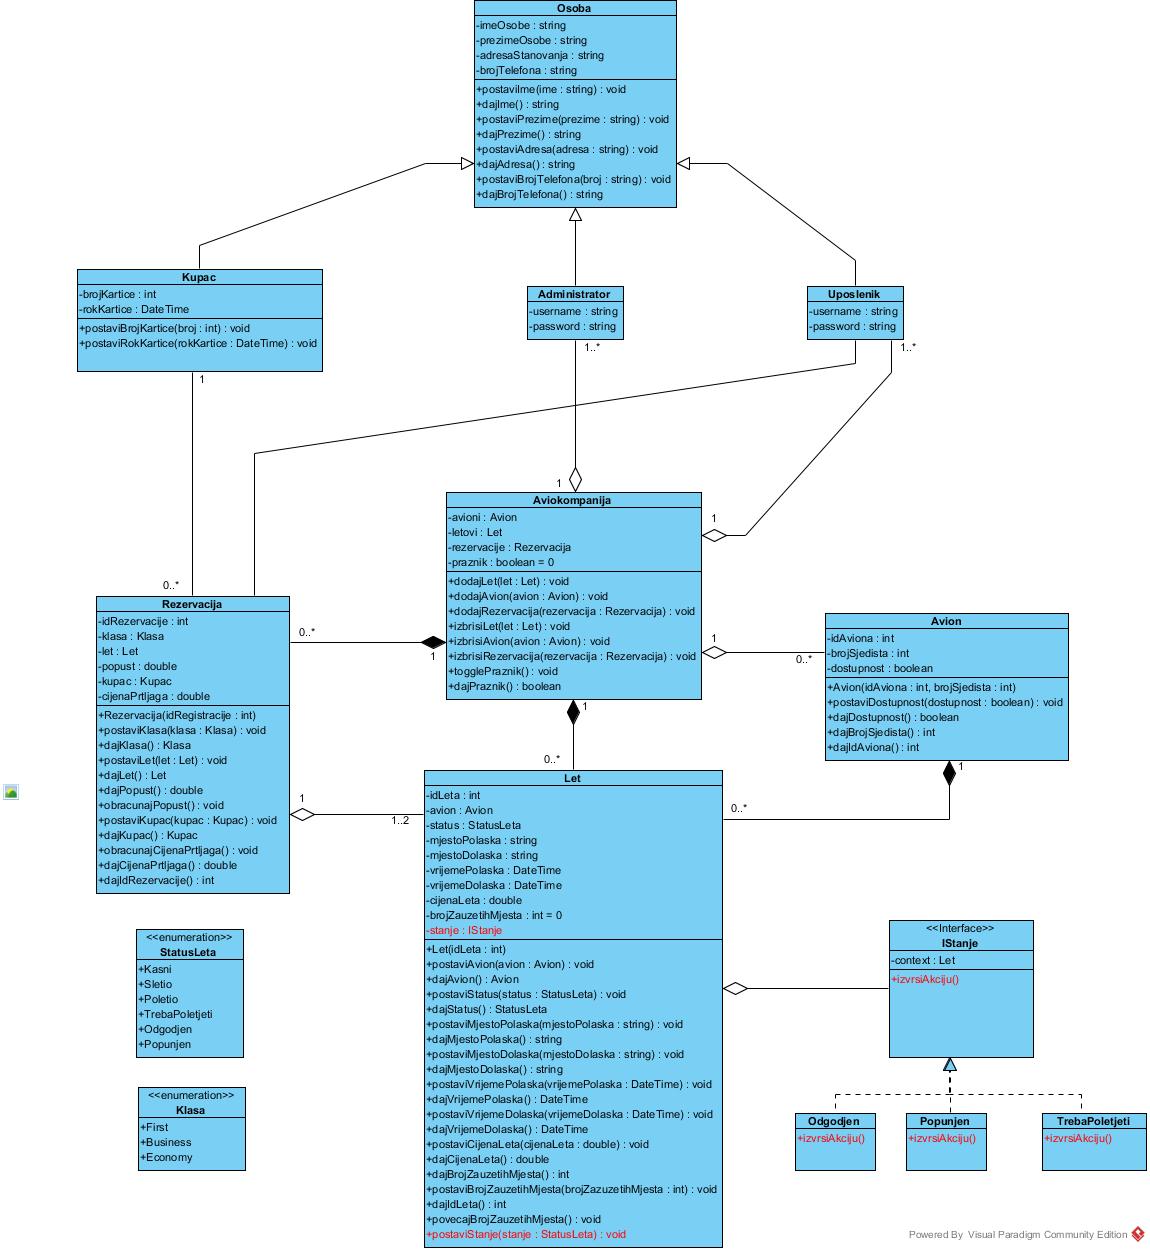 Osoba
-imeOsobe : string
-prezimeOsobe : string
-adresaStanovanja : string
-brojTelefona : string
+postaviIme(ime : string) : void
+dajIme() : string
+postaviPrezime(prezime : string) : void
+dajPrezime() : string
+postaviAdresa(adresa : string) : void
+dajAdresa() : string
+postaviBrojTelefona(broj : string) : void
+dajBrojTelefona() : string
Kupac
-brojKartice : int
-rokKartice : DateTime
+postaviBrojKartice(broj : int) : void
+postaviRokKartice(rokKartice : DateTime) : void
1
Administrator
-username : string
-password : string
1..*
Uposlenik
-username : string
-password : string
1..*
1
Aviokompanija
-avioni : Avion
-letovi : Let
-rezervacije : Rezervacija
-praznik : boolean = 0
+dodajLet(let : Let) : void
+dodajAvion(avion : Avion) : void
+dodajRezervacija(rezervacija : Rezervacija) : void
+izbrisiLet(let : Let) : void
+izbrisiAvion(avion : Avion) : void
+izbrisiRezervacija(rezervacija : Rezervacija) : void
+togglePraznik() : void
+dajPraznik() : boolean
1
0..*
Rezervacija
-idRezervacije : int
-klasa : Klasa
-let : Let
-popust : double
-kupac : Kupac
-cijenaPrtljaga : double
+Rezervacija(idRegistracije : int)
+postaviKlasa(klasa : Klasa) : void
+dajKlasa() : Klasa
+postaviLet(let : Let) : void
+dajLet() : Let
+dajPopust() : double
+obracunajPopust() : void
+postaviKupac(kupac : Kupac) : void
+dajKupac() : Kupac
+obracunajCijenaPrtljaga() : void
+dajCijenaPrtljaga() : double
+dajIdRezervacije() : int
0..*
1
1
0..*
Avion
-idAviona : int
-brojSjedista : int
-dostupnost : boolean
+Avion(idAviona : int, brojSjedista : int)
+postaviDostupnost(dostupnost : boolean) : void
+dajDostupnost() : boolean
+dajBrojSjedista() : int
+dajIdAviona() : int
1
0..*
1
0..*
1
1..2
Let
-idLeta : int
-avion : Avion
-status : StatusLeta
-mjestoPolaska : string
-mjestoDolaska : string
-vrijemePolaska : DateTime
-vrijemeDolaska : DateTime
-cijenaLeta : double
-brojZauzetihMjesta : int = 0
-stanje : IStanje
+Let(idLeta : int)
+postaviAvion(avion : Avion) : void
+dajAvion() : Avion
+postaviStatus(status : StatusLeta) : void
+dajStatus() : StatusLeta
+postaviMjestoPolaska(mjestoPolaska : string) : void
+dajMjestoPolaska() : string
+postaviMjestoDolaska(mjestoDolaska : string) : void
+dajMjestoDolaska() : string
+postaviVrijemePolaska(vrijemePolaska : DateTime) : void
+dajVrijemePolaska() : DateTime
+postaviVrijemeDolaska(vrijemeDolaska : DateTime) : void
+dajVrijemeDolaska() : DateTime
+postaviCijenaLeta(cijenaLeta : double) : void
+dajCijenaLeta() : double
+dajBrojZauzetihMjesta() : int
+postaviBrojZauzetihMjesta(brojZazuzetihMjesta : int) : void
+dajIdLeta() : int
+povecajBrojZauzetihMjesta() : void
+postaviStanje(stanje : StatusLeta) : void
<<enumeration>>
StatusLeta
+Kasni
+Sletio
+Poletio
+TrebaPoletjeti
+Odgodjen
+Popunjen
<<enumeration>>
Klasa
+First
+Business
+Economy
<<Interface>>
IStanje
-context : Let
+izvrsiAkciju()
Odgodjen
+izvrsiAkciju()
Popunjen
+izvrsiAkciju()
TrebaPoletjeti
+izvrsiAkciju()
Powered By Visual Paradigm Community Edition